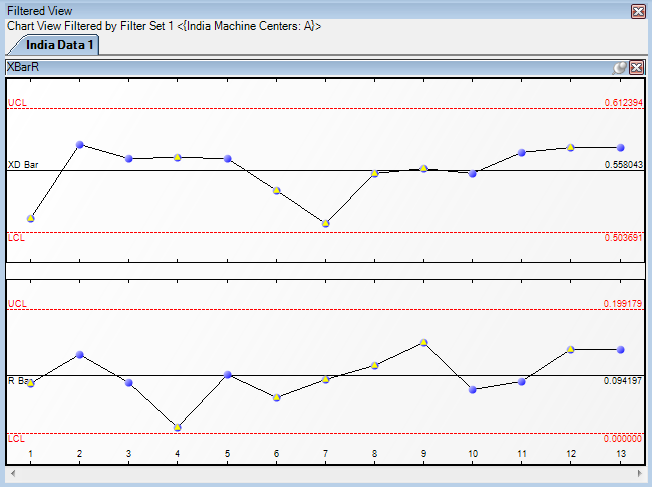 Filtered View
Chart View Filtered by Filter Set 1 <{India Machine Centers: A}>
India Data 1
XBarR
UCL 0.612394
XD Bar 0.558043
LCL 0.503691
UCL 0.199179
R Bar 0.094197
LCL 0.000000
1 2 3 4 5 6 7 8 9 10 11 12 13